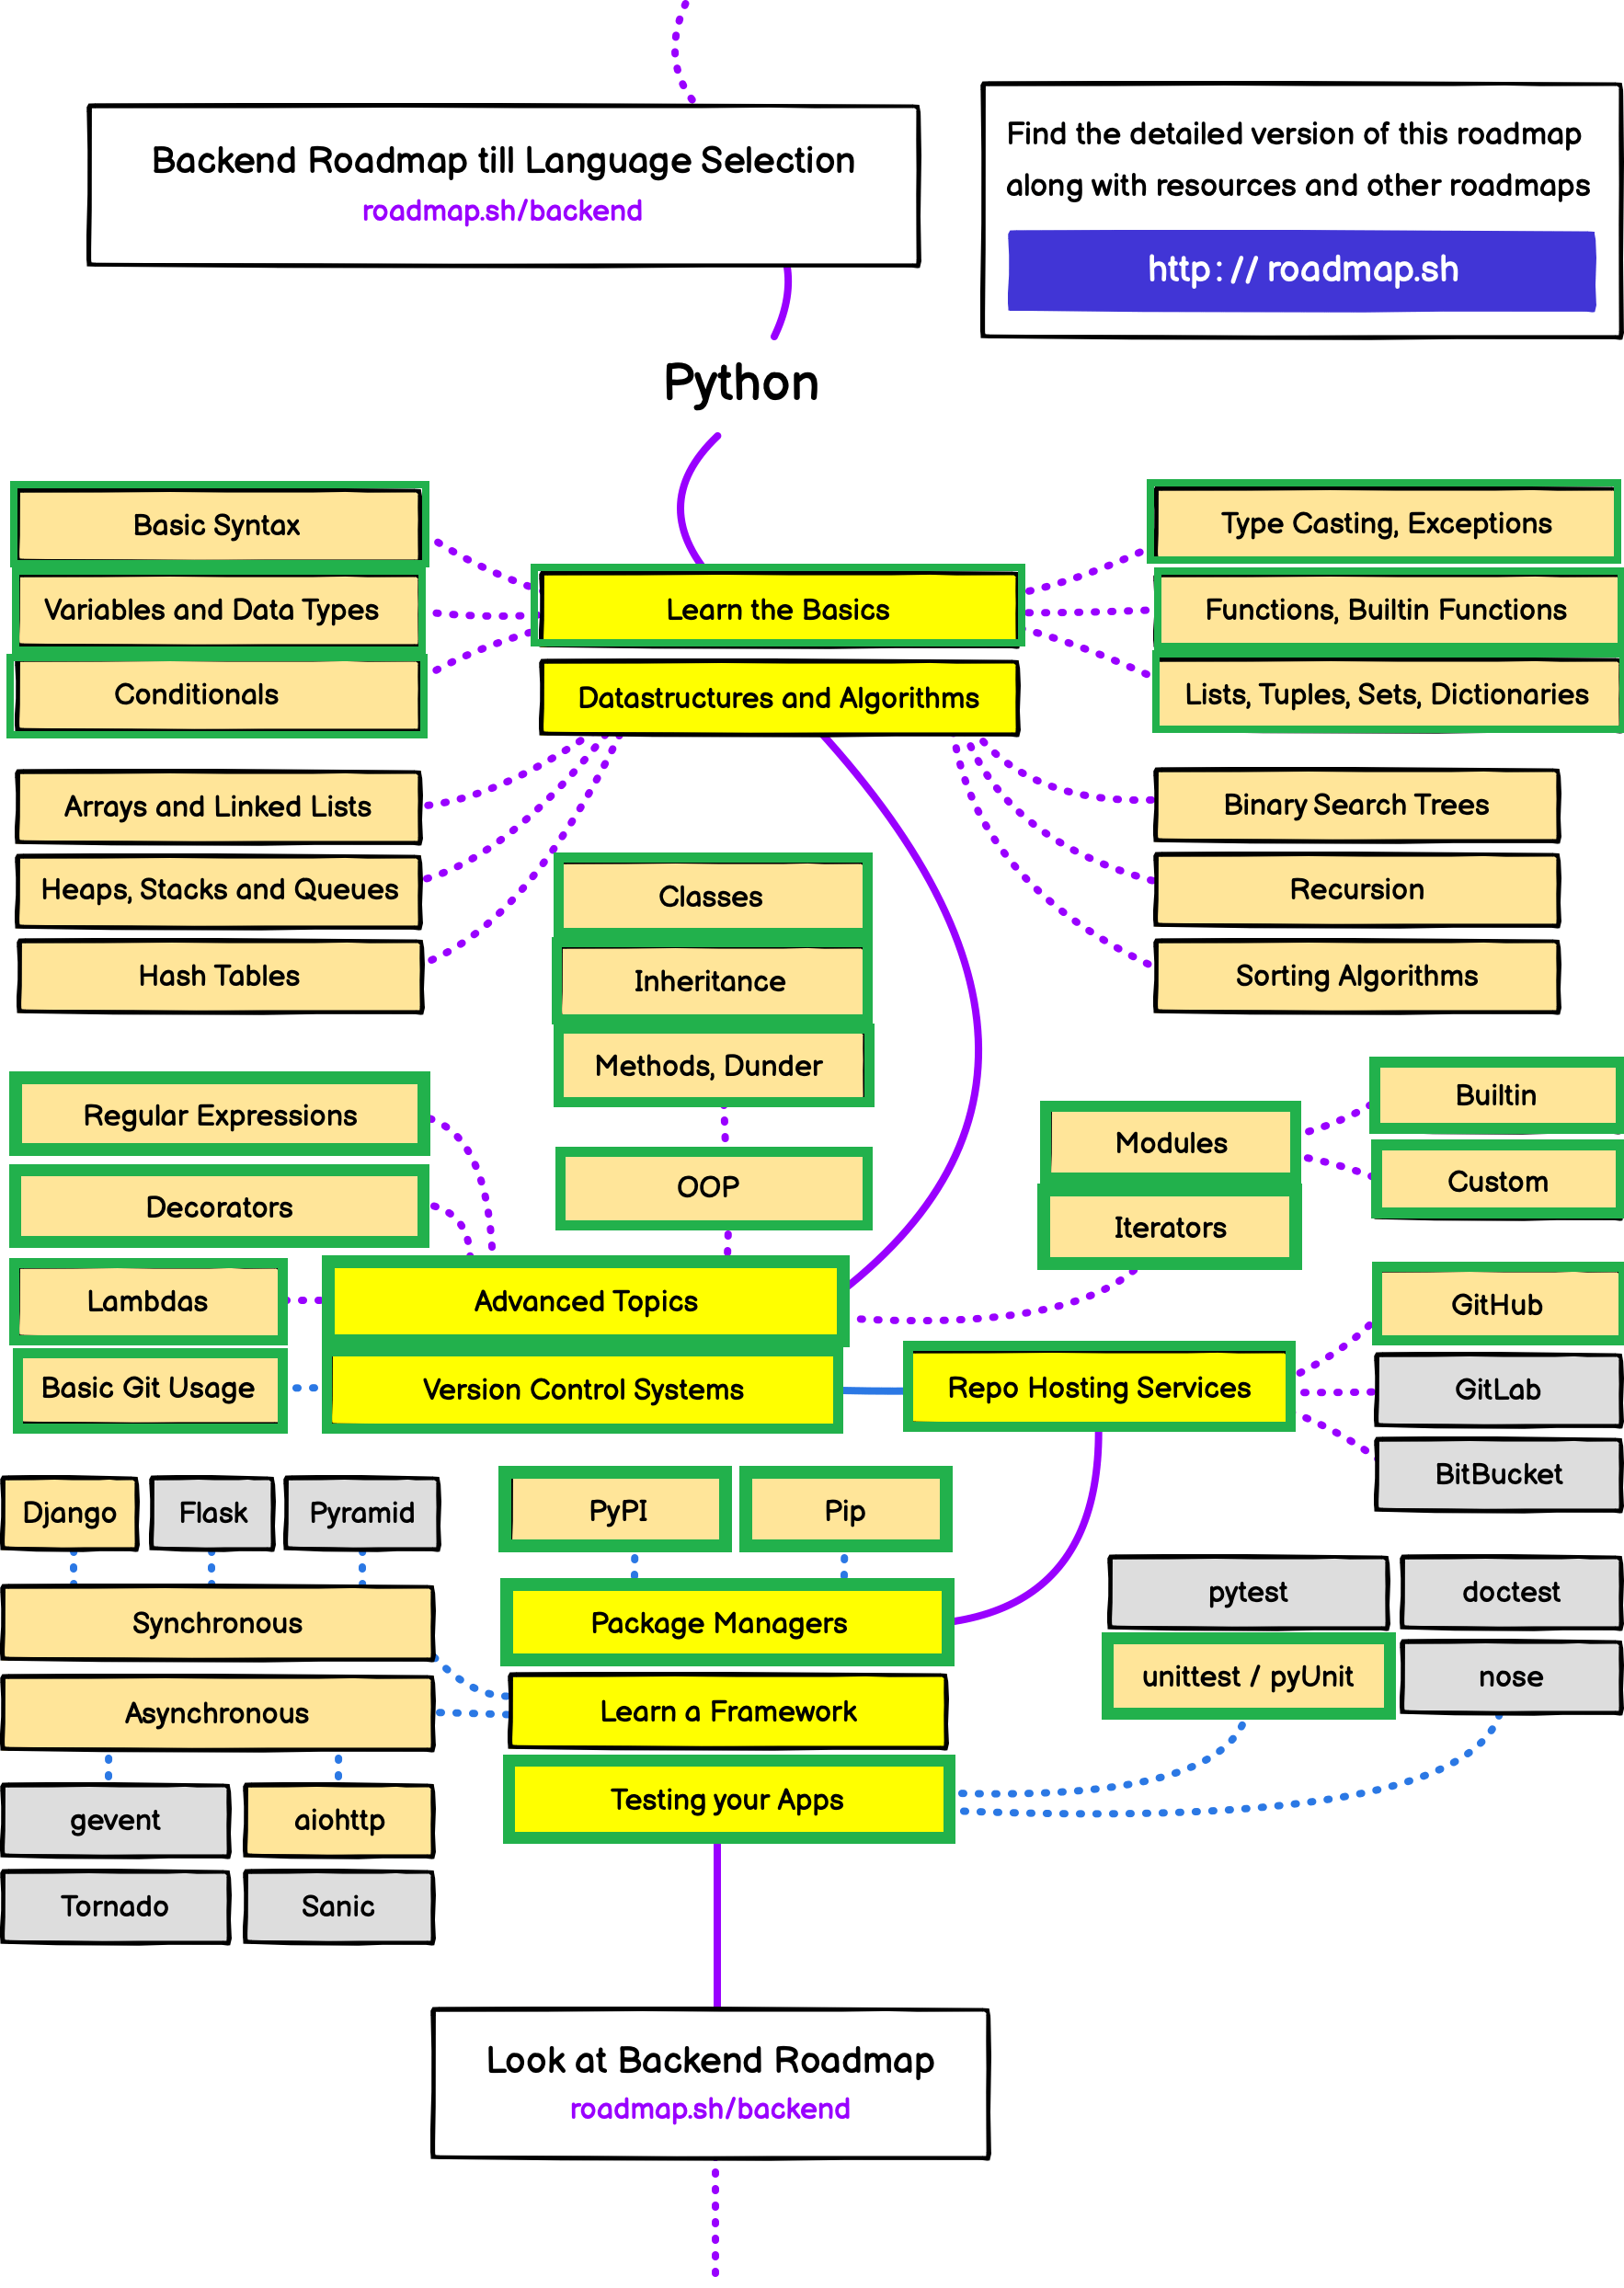 Backend Roadmap till Language Selection
roadmap.sh/backend
Find the detailed version of this roadmap
along with resources and other roadmaps
http : // roadmap.sh
Python
Basic Syntax
Variables and Data Types
Conditionals
Learn the Basics
Datastructures and Algorithms
Type Casting, Exceptions
Functions, Builtin Functions
Lists, Tuples, Sets, Dictionaries
Arrays and Linked Lists
Heaps, Stacks and Queues
Hash Tables
Binary Search Trees
Recursion
Sorting Algorithms
Classes
Inheritance
Methods, Dunder
OOP
Regular Expressions
Decorators
Lambdas
Basic Git Usage
Advanced Topics
Version Control Systems
Modules
Iterators
Builtin
Custom
Repo Hosting Services
GitHub
GitLab
BitBucket
Django
Flask
Pyramid
Synchronous
Asynchronous
gevent
aiohttp
Tornado
Sanic
PyPI
Pip
Package Managers
Learn a Framework
Testing your Apps
pytest
doctest
unittest / pyUnit
nose
Look at Backend Roadmap
roadmap.sh/backend